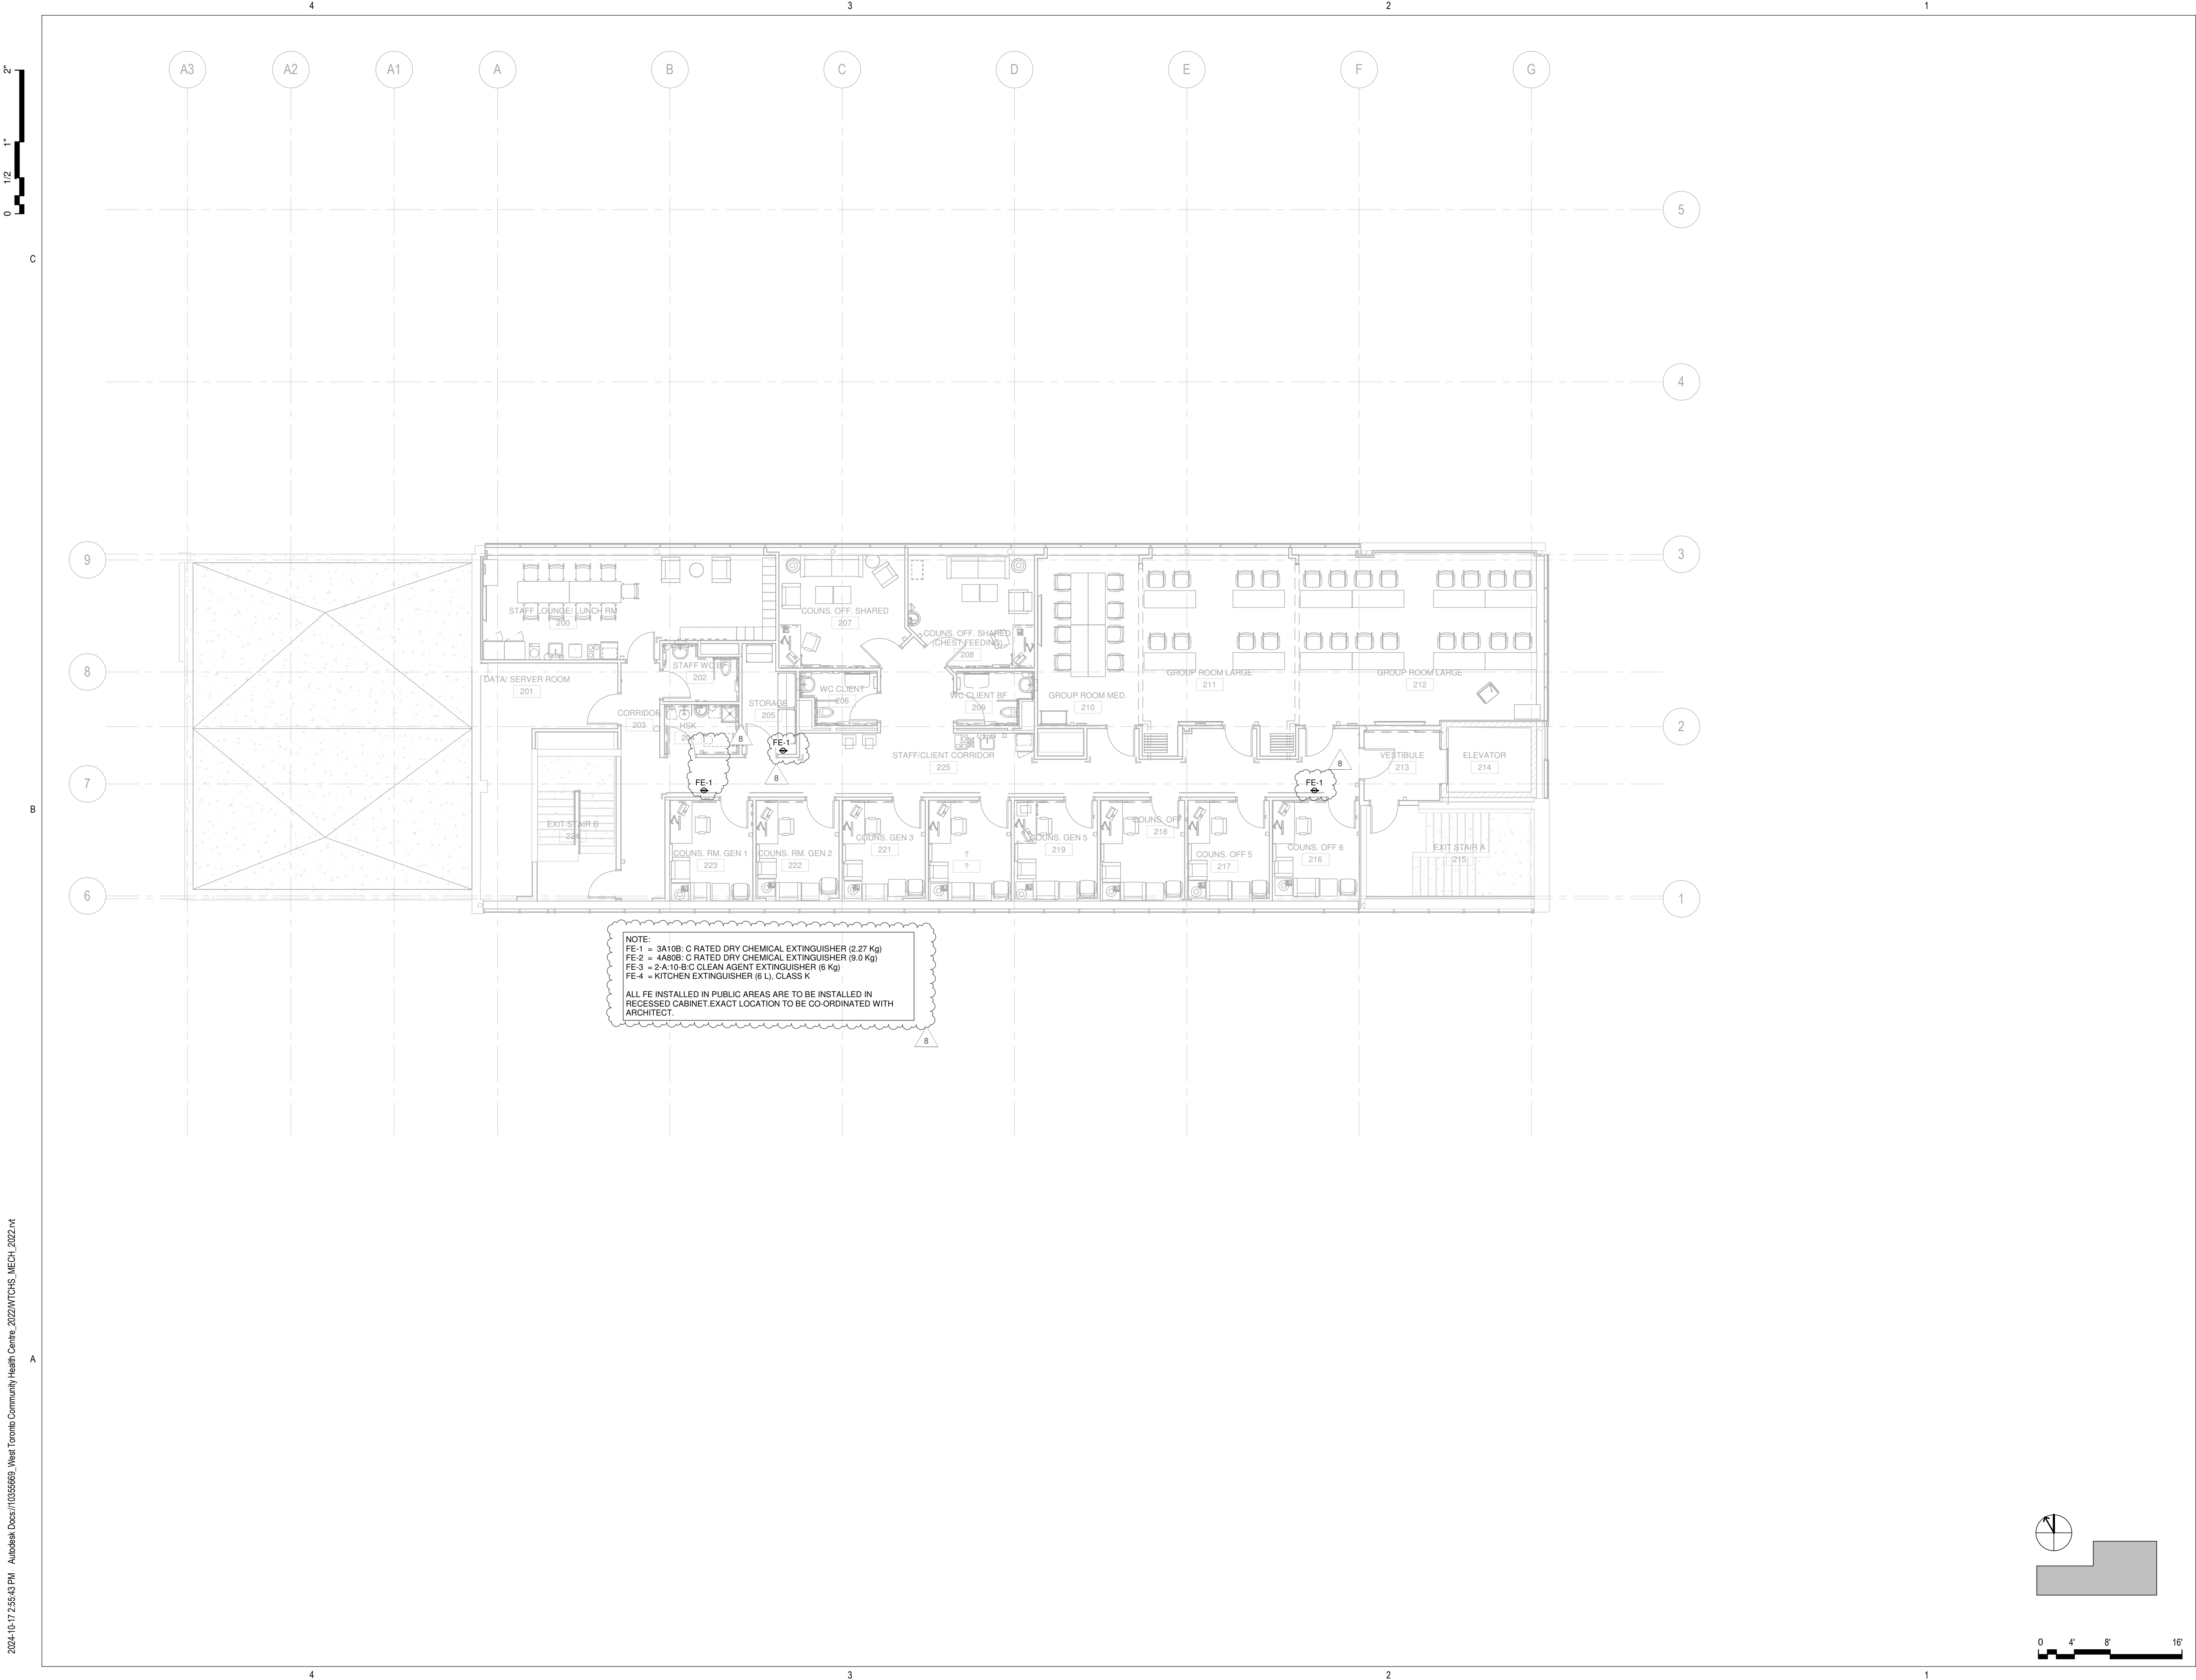 4 3 2 1
A3 A2 A1 A B C D E F G
2"
1"
1/2
0
5
C
4
9 3
STAFF LOUNGE/ LUNCH RM
200
COUNS. OFF. SHARED
207
COUNS. OFF. SHARED
(CHEST FEEDING)
208
8
STAFF WC BF
202
DATA/ SERVER ROOM
201
GROUP ROOM LARGE
211
GROUP ROOM LARGE
212
WC CLIENT
206
WC CLIENT BF
209
GROUP ROOM MED.
210
STORAGE
205
CORRIDOR
203
HSK
2
8
FE-1
8
STAFF/CLIENT CORRIDOR
225
VESTIBULE
213
ELEVATOR
214
8
7
FE-1
FE-1
B
EXIT STAIR B
224
COUNS. RM. GEN 1
223
COUNS. RM. GEN 2
222
COUNS. GEN 3
221
?
?
COUNS. GEN 5
219
COUNS. OFF
218
COUNS. OFF 5
217
COUNS. OFF 6
216
EXIT STAIR A
215
6 1
NOTE:
FE-1 = 3A10B: C RATED DRY CHEMICAL EXTINGUISHER (2.27 Kg)
FE-2 = 4A80B: C RATED DRY CHEMICAL EXTINGUISHER (9.0 Kg)
FE-3 = 2-A:10-B:C CLEAN AGENT EXTINGUISHER (6 Kg)
FE-4 = KITCHEN EXTINGUISHER (6 L), CLASS K
ALL FE INSTALLED IN PUBLIC AREAS ARE TO BE INSTALLED IN
RECESSED CABINET.EXACT LOCATION TO BE CO-ORDINATED WITH
ARCHITECT.
8
A
2024-10-17 2:55:43 PM Autodesk Docs://10355669_West Toronto Community Health Centre_2022/WTCHS_MECH_2022.rvt
0 4' 8' 16'
4 3 2 1